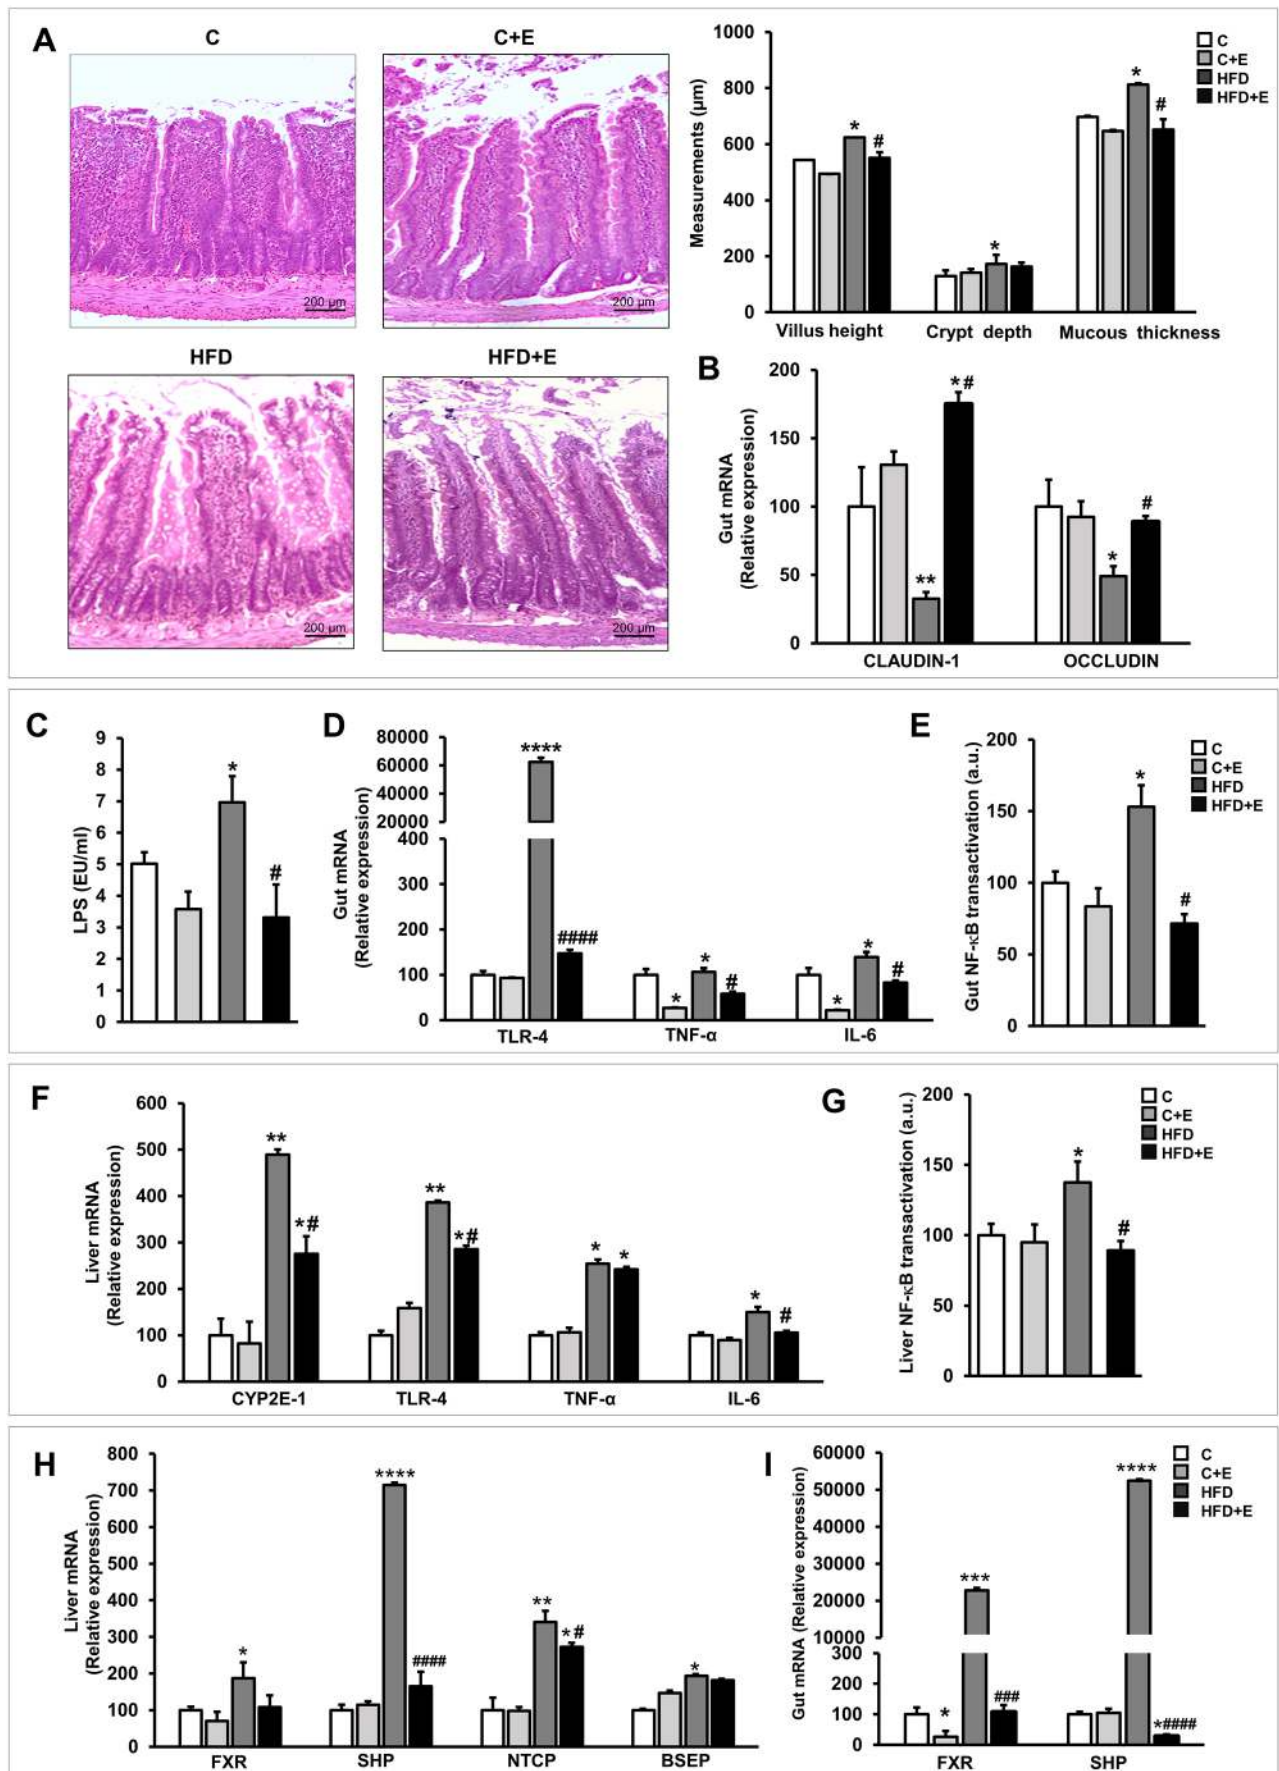 A
C
C+E
200 µm
200 µm
HFD
HFD+E
200 µm
200 µm
1000
800
600
400
200
0
Measurements (µm)
*
#
*
*
#
Villus height
Crypt depth
Mucous thickness
C
C+E
HFD
HFD+E
B
200
150
100
50
0
Gut mRNA
(Relative expression)
**
*#
*
#
CLAUDIN-1
OCCLUDIN
C
9
8
7
6
5
4
3
2
1
0
LPS (EU/ml)
*
#
D
80000
60000
40000
20000
400
300
200
100
0
Gut mRNA
(Relative expression)
****
####
*
*
#
*
*
#
TLR-4
TNF-α
IL-6
E
200
150
100
50
0
Gut NF-κB transactivation (a.u.)
*
#
C
C+E
HFD
HFD+E
F
600
500
400
300
200
100
0
Liver mRNA
(Relative expression)
**
*#
**
*#
*
*
*
#
CYP2E-1
TLR-4
TNF-α
IL-6
G
200
150
100
50
0
Liver NF-κB transactivation (a.u.)
*
#
C
C+E
HFD
HFD+E
H
800
700
600
500
400
300
200
100
0
Liver mRNA
(Relative expression)
*
****
####
**
*#
*
FXR
SHP
NTCP
BSEP
I
60000
50000
40000
30000
20000
10000
300
200
100
0
Gut mRNA (Relative expression)
*
***
###
****
*####
FXR
SHP
C
C+E
HFD
HFD+E